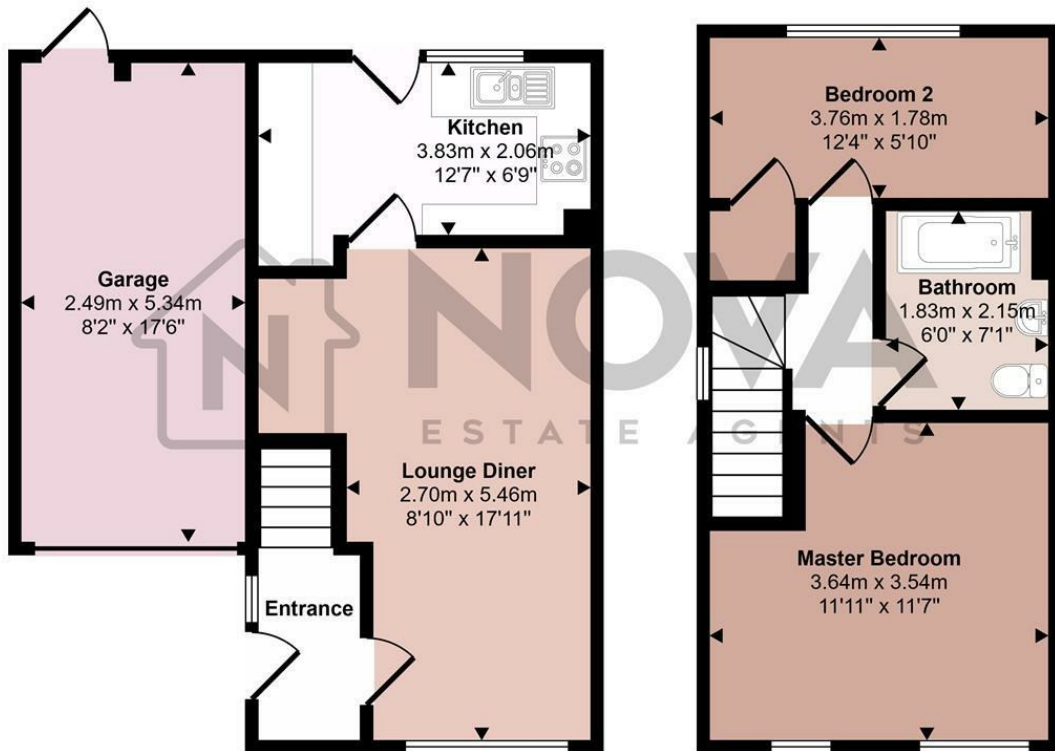 Garage
2.49m x 5.34m
8'2" x 17'6"
Kitchen
3.83m x 2.06m
12'7" x 6'9"
Lounge Diner
2.70m x 5.46m
8'10" x 17'11"
Entrance
Bedroom 2
3.76m x 1.78m
12'4" x 5'10"
Bathroom
1.83m x 2.15m
6'0" x 7'1"
Master Bedroom
3.64m x 3.54m
11'11" x 11'7"
N NOVA
ESTATE AGENTS